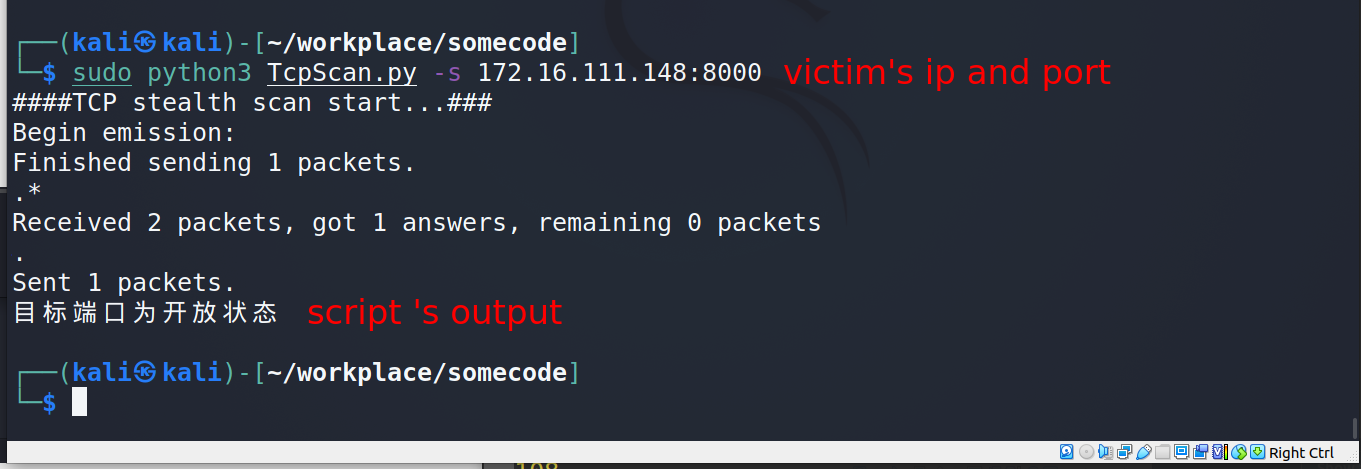 ┌──(kali㉿kali)-[~/workplace/somecode]
└─$ sudo python3 TcpScan.py -s 172.16.111.148:8000 victim's ip and port
####TCP stealth scan start...###
Begin emission:
Finished sending 1 packets.
.*
Received 2 packets, got 1 answers, remaining 0 packets
.
Sent 1 packets.
目标端口为开放状态 script 's output
┌──(kali㉿kali)-[~/workplace/somecode]
└─$
Right Ctrl